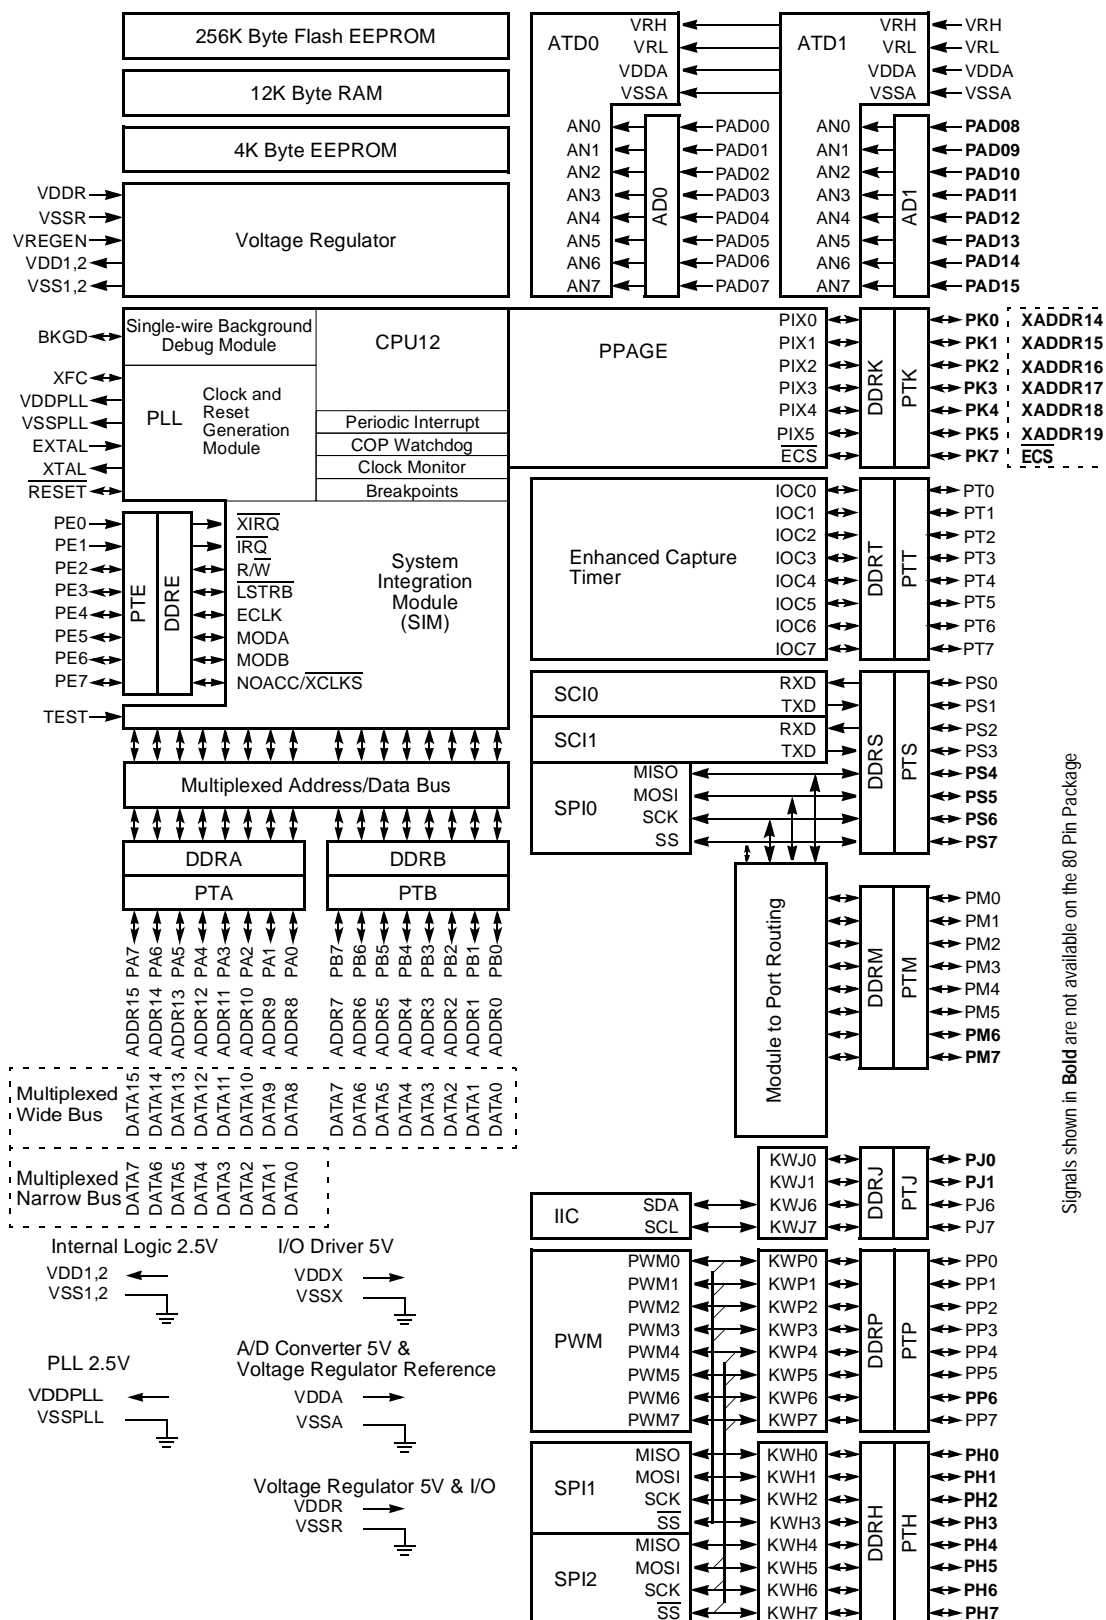 256K Byte Flash EEPROM
12K Byte RAM
4K Byte EEPROM
VDDR
VSSR
VREGEN
VDD1,2
VSS1,2
Voltage Regulator
ATD0
VRH
VRL
VDDA
VSSA
AN0
AN1
AN2
AN3
AN4
AN5
AN6
AN7
AD0
PAD00
PAD01
PAD02
PAD03
PAD04
PAD05
PAD06
PAD07
ATD1
VRH
VRL
VDDA
VSSA
VRH
VRL
VDDA
VSSA
AN0
AN1
AN2
AN3
AN4
AN5
AN6
AN7
AD1
PAD08
PAD09
PAD10
PAD11
PAD12
PAD13
PAD14
PAD15
BKGD
XFC
VDDPLL
VSSPLL
EXTAL
XTAL
RESET
Single-wire Background
Debug Module
CPU12
PLL
Clock and
Reset
Generation
Module
Periodic Interrupt
COP Watchdog
Clock Monitor
Breakpoints
PPAGE
PIX0
PIX1
PIX2
PIX3
PIX4
PIX5
ECS
DDRK
PTK
PK0
PK1
PK2
PK3
PK4
PK5
PK7
XADDR14
XADDR15
XADDR16
XADDR17
XADDR18
XADDR19
ECS
PE0
PE1
PE2
PE3
PE4
PE5
PE6
PE7
TEST
PTE
DDRE
XIRQ
IRQ
R/W
LSTRB
ECLK
MODA
MODB
NOACC/XCLKS
System
Integration
Module
(SIM)
Enhanced Capture
Timer
IOC0
IOC1
IOC2
IOC3
IOC4
IOC5
IOC6
IOC7
DDRT
PTT
PT0
PT1
PT2
PT3
PT4
PT5
PT6
PT7
SCI0
RXD
TXD
SCI1
RXD
TXD
SPI0
MISO
MOSI
SCK
SS
DDRS
PTS
PS0
PS1
PS2
PS3
PS4
PS5
PS6
PS7
Multiplexed Address/Data Bus
DDRA
DDRB
PTA
PTB
PA7
PA6
PA5
PA4
PA3
PA2
PA1
PA0
PB7
PB6
PB5
PB4
PB3
PB2
PB1
PB0
ADDR15
ADDR14
ADDR13
ADDR12
ADDR11
ADDR10
ADDR9
ADDR8
ADDR7
ADDR6
ADDR5
ADDR4
ADDR3
ADDR2
ADDR1
ADDR0
Multiplexed
Wide Bus
DATA15
DATA14
DATA13
DATA12
DATA11
DATA10
DATA9
DATA8
DATA7
DATA6
DATA5
DATA4
DATA3
DATA2
DATA1
DATA0
Multiplexed
Narrow Bus
DATA7
DATA6
DATA5
DATA4
DATA3
DATA2
DATA1
DATA0
Module to Port Routing
DDRM
PTM
PM0
PM1
PM2
PM3
PM4
PM5
PM6
PM7
Signals shown in Bold are not available on the 80 Pin Package
KWJ0
KWJ1
KWJ6
KWJ7
DDRJ
PTJ
PJ0
PJ1
PJ6
PJ7
IIC
SDA
SCL
Internal Logic 2.5V
VDD1,2
VSS1,2
I/O Driver 5V
VDDX
VSSX
PLL 2.5V
VDDPLL
VSSPLL
A/D Converter 5V &
Voltage Regulator Reference
VDDA
VSSA
Voltage Regulator 5V & I/O
VDDR
VSSR
PWM
PWM0
PWM1
PWM2
PWM3
PWM4
PWM5
PWM6
PWM7
KWP0
KWP1
KWP2
KWP3
KWP4
KWP5
KWP6
KWP7
DDRP
PTP
PP0
PP1
PP2
PP3
PP4
PP5
PP6
PP7
SPI1
MISO
MOSI
SCK
SS
SPI2
MISO
MOSI
SCK
SS
KWH0
KWH1
KWH2
KWH3
KWH4
KWH5
KWH6
KWH7
DDRH
PTH
PH0
PH1
PH2
PH3
PH4
PH5
PH6
PH7